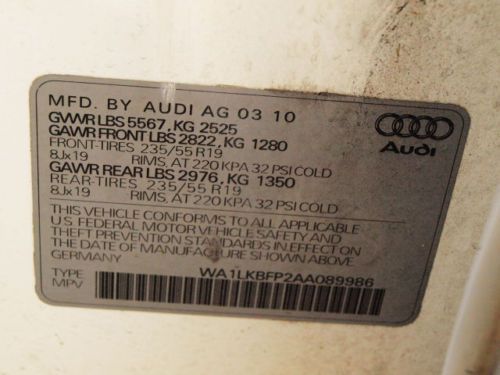 MFD. BY AUDI AG 03 10
GVWR LBS 5567, KG 2525
GAWR FRONT LBS 2822, KG 1280
FRONT-TIRES 235/55 R19
8Jx19 RIMS, AT 220 KPA 32 PSI COLD
GAWR REAR LBS 2976, KG 1350
REAR-TIRES 235/55 R19
8Jx19 RIMS, AT 220 KPA 32 PSI COLD
THIS VEHICLE CONFORMS TO ALL APPLICABLE
U.S. FEDERAL MOTOR VEHICLE SAFETY AND
THEFT PREVENTION STANDARDS IN EFFECT ON
THE DATE OF MANUFACTURE SHOWN ABOVE
GERMANY WA1LKBFP2AA089986
TYPE
MPV
Audi